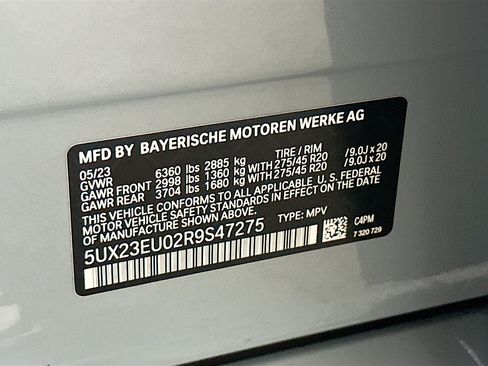 MFD BY BAYERISCHE MOTOREN WERKE AG
05/23 6360 lbs 2885 kg TIRE / RIM
GVWR
GAWR FRONT 2998 lbs 1360 kg WITH 275/45 R20 /9.0J x 20
GAWR REAR 3704 lbs 1680 kg WITH 275/45 R20 /9.0J x 20
THIS VEHICLE CONFORMS TO ALL APPLICABLE U. S. FEDERAL
MOTOR VEHICLE SAFETY STANDARDS IN EFFECT ON THE DATE
OF MANUFACTURE SHOWN ABOVE.
5UX23EU02R9S47275 TYPE: MPV C4PM
7 320 729